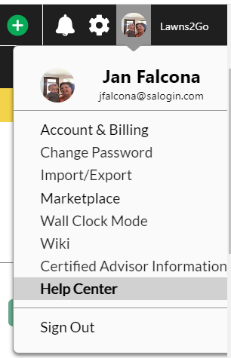 Lawns2Go
Jan Falcona
jfalcona@salogin.com
Account & Billing
Change Password
Import/Export
Marketplace
Wall Clock Mode
Wiki
Certified Advisor Information
Help Center
Sign Out